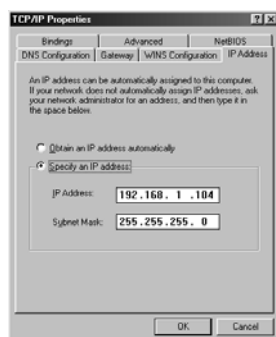 TCP/IP Properties
Bindings Advanced NetBIOS
DNS Configuration Gateway WINS Configuration IP Address
An IP address can be automatically assigned to this computer.
If your network does not automatically assign IP addresses, ask
your network administrator for an address, and then type it in
the space below.
Obtain an IP address automatically
Specify an IP address:
IP Address: 192.168. 1 .104
Subnet Mask: 255.255.255. 0
OK Cancel